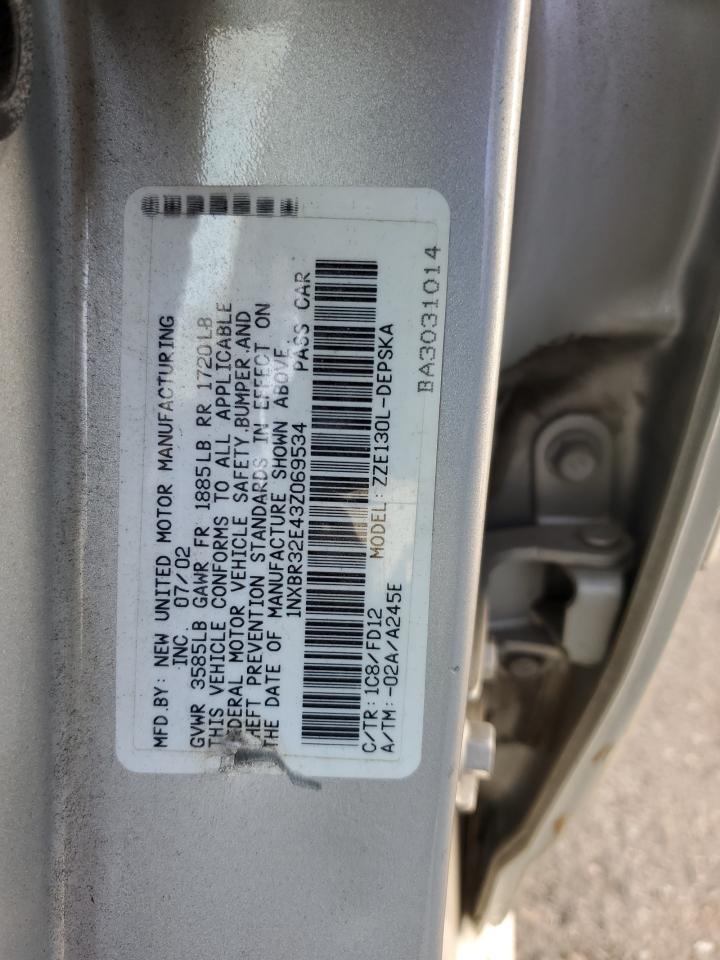 MFD.BY: NEW UNITED MOTOR MANUFACTURING
INC. 07/02
GVWR 3585LB GAWR FR 1885LB RR 1720LB
THIS VEHICLE CONFORMS TO ALL APPLICABLE
EDERAL MOTOR VEHICLE SAFETY,BUMPER,AND
HEFT PREVENTION STANDARDS IN EFFECT ON
THE DATE OF MANUFACTURE SHOWN ABOVE.
1NXBR32E43Z069534 PASS CAR
C/TR:1C8/FD12 MODEL:ZZE130L-DEPSKA
A/TM:-02A/A245E
BA3031014